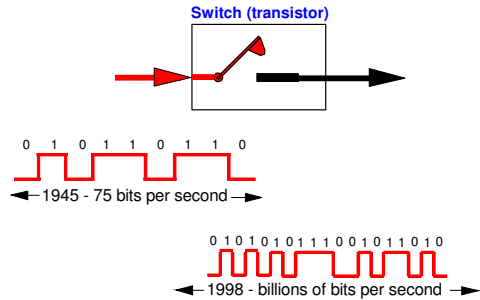 Switch (transistor)
0 1 0 1 1 0 1 1 0
1945 - 75 bits per second
0 1 0 1 0 1 0 1 1 1 0 0 1 0 1 1 0 1 0
1998 - billions of bits per second